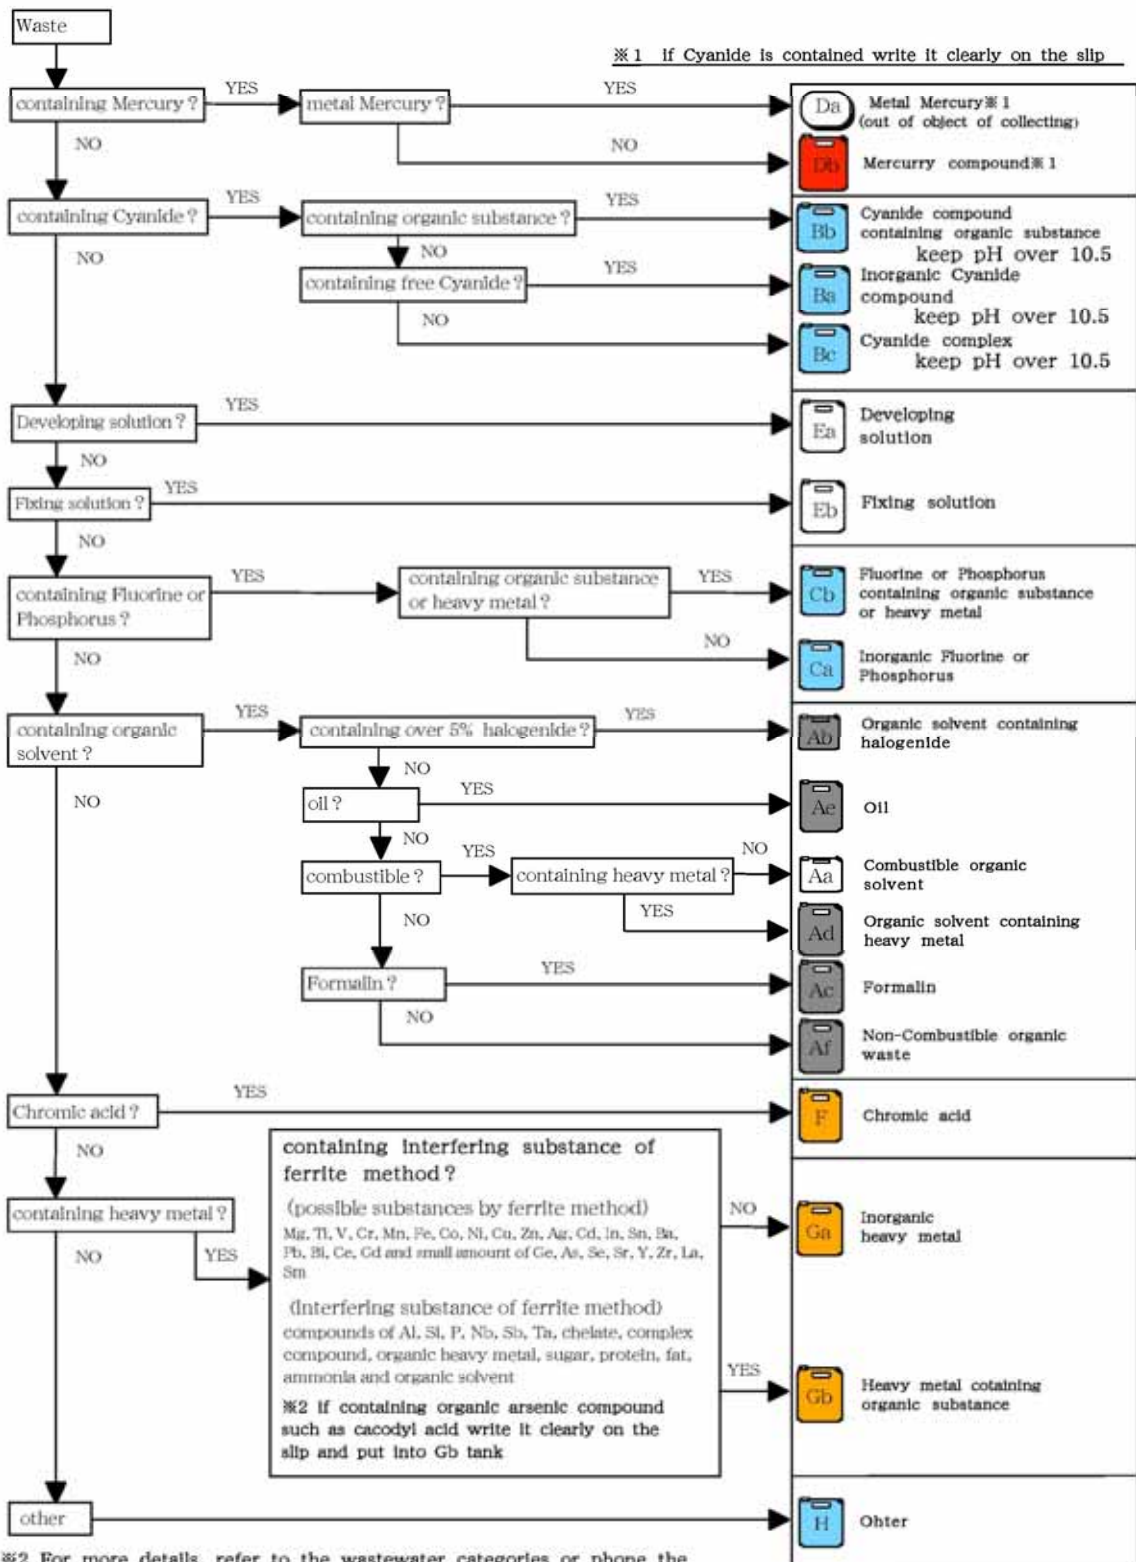 Waste
※1 if Cyanide is contained write it clearly on the slip
containing Mercury?
YES
metal Mercury?
YES
Da
Metal Mercury※1
(out of object of collecting)
NO
NO
Db
Mercurry compound※1
containing Cyanide?
YES
containing organic substance?
YES
Bb
Cyanide compound
containing organic substance
keep pH over 10.5
NO
NO
containing free Cyanide?
YES
Ba
Inorganic Cyanide
compound
keep pH over 10.5
NO
Bc
Cyanide complex
keep pH over 10.5
Developing solution?
YES
Ea
Developing
solution
NO
Fixing solution?
YES
Eb
Fixing solution
NO
containing Fluorine or
Phosphorus?
YES
containing organic substance
or heavy metal?
YES
Cb
Fluorine or Phosphorus
containing organic substance
or heavy metal
NO
NO
Ca
Inorganic Fluorine or
Phosphorus
containing organic
solvent?
YES
containing over 5% halogenide?
YES
Ab
Organic solvent containing
halogenide
NO
NO
oil?
YES
Ae
Oil
NO
combustible?
YES
containing heavy metal?
NO
Aa
Combustible organic
solvent
YES
Ad
Organic solvent containing
heavy metal
NO
Formalin?
YES
Ac
Formalin
NO
Af
Non-Combustible organic
waste
Chromic acid?
YES
F
Chromic acid
NO
containing heavy metal?
YES
NO
containing interfering substance of
ferrite method?
(possible substances by ferrite method)
Mg, Ti, V, Cr, Mn, Fe, Co, Ni, Cu, Zn, Ag, Cd, In, Sn, Ba,
Pb, Bi, Ce, Gd and small amount of Ge, As, Se, Sr, Y, Zr, La,
Sm
(Interfering substance of ferrite method)
compounds of Al, Si, P, Nb, Sb, Ta, chelate, complex
compound, organic heavy metal, sugar, protein, fat,
ammonia and organic solvent
※2 if containing organic arsenic compound
such as cacodyl acid write it clearly on the
slip and put into Gb tank
NO
Ga
Inorganic
heavy metal
YES
Gb
Heavy metal cotaining
organic substance
other
H
Ohter
※2 For more details, refer to the wastewater categories or phone the